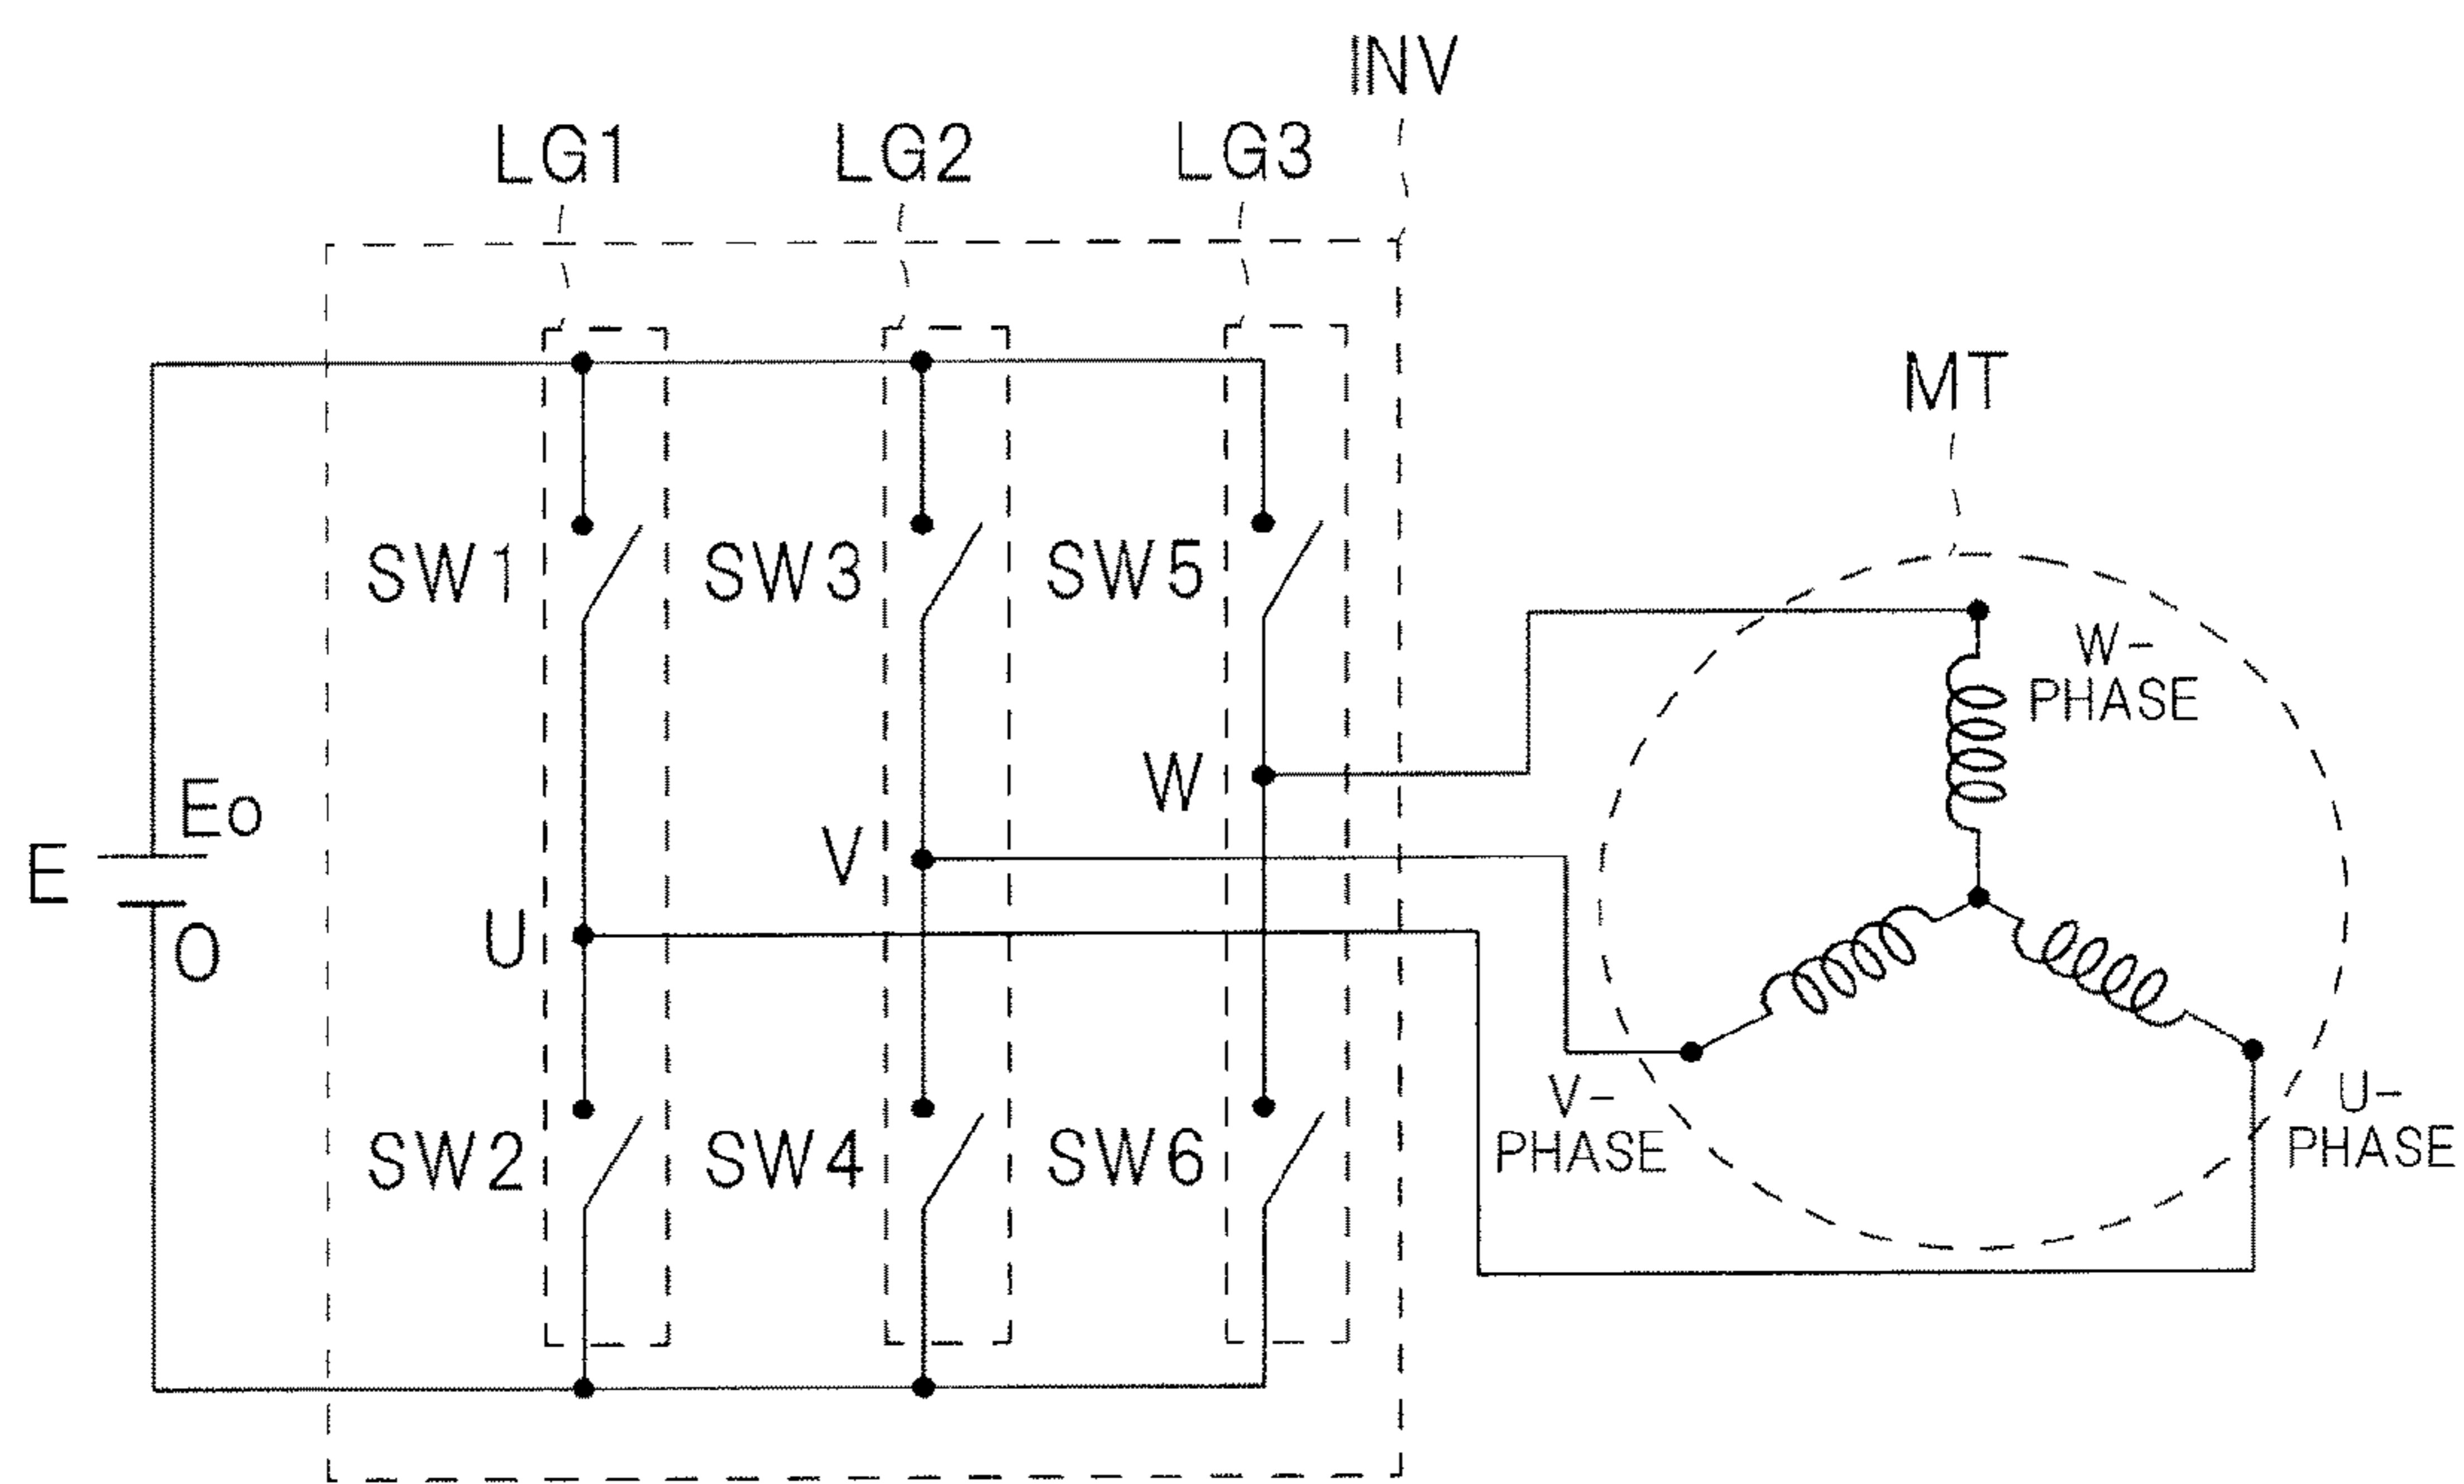 INV
LG1
LG2
LG3
MT
SW1
SW3
SW5
W-
PHASE
W
Eo
E
V
U
O
V-
PHASE
U-
PHASE
SW2
SW4
SW6